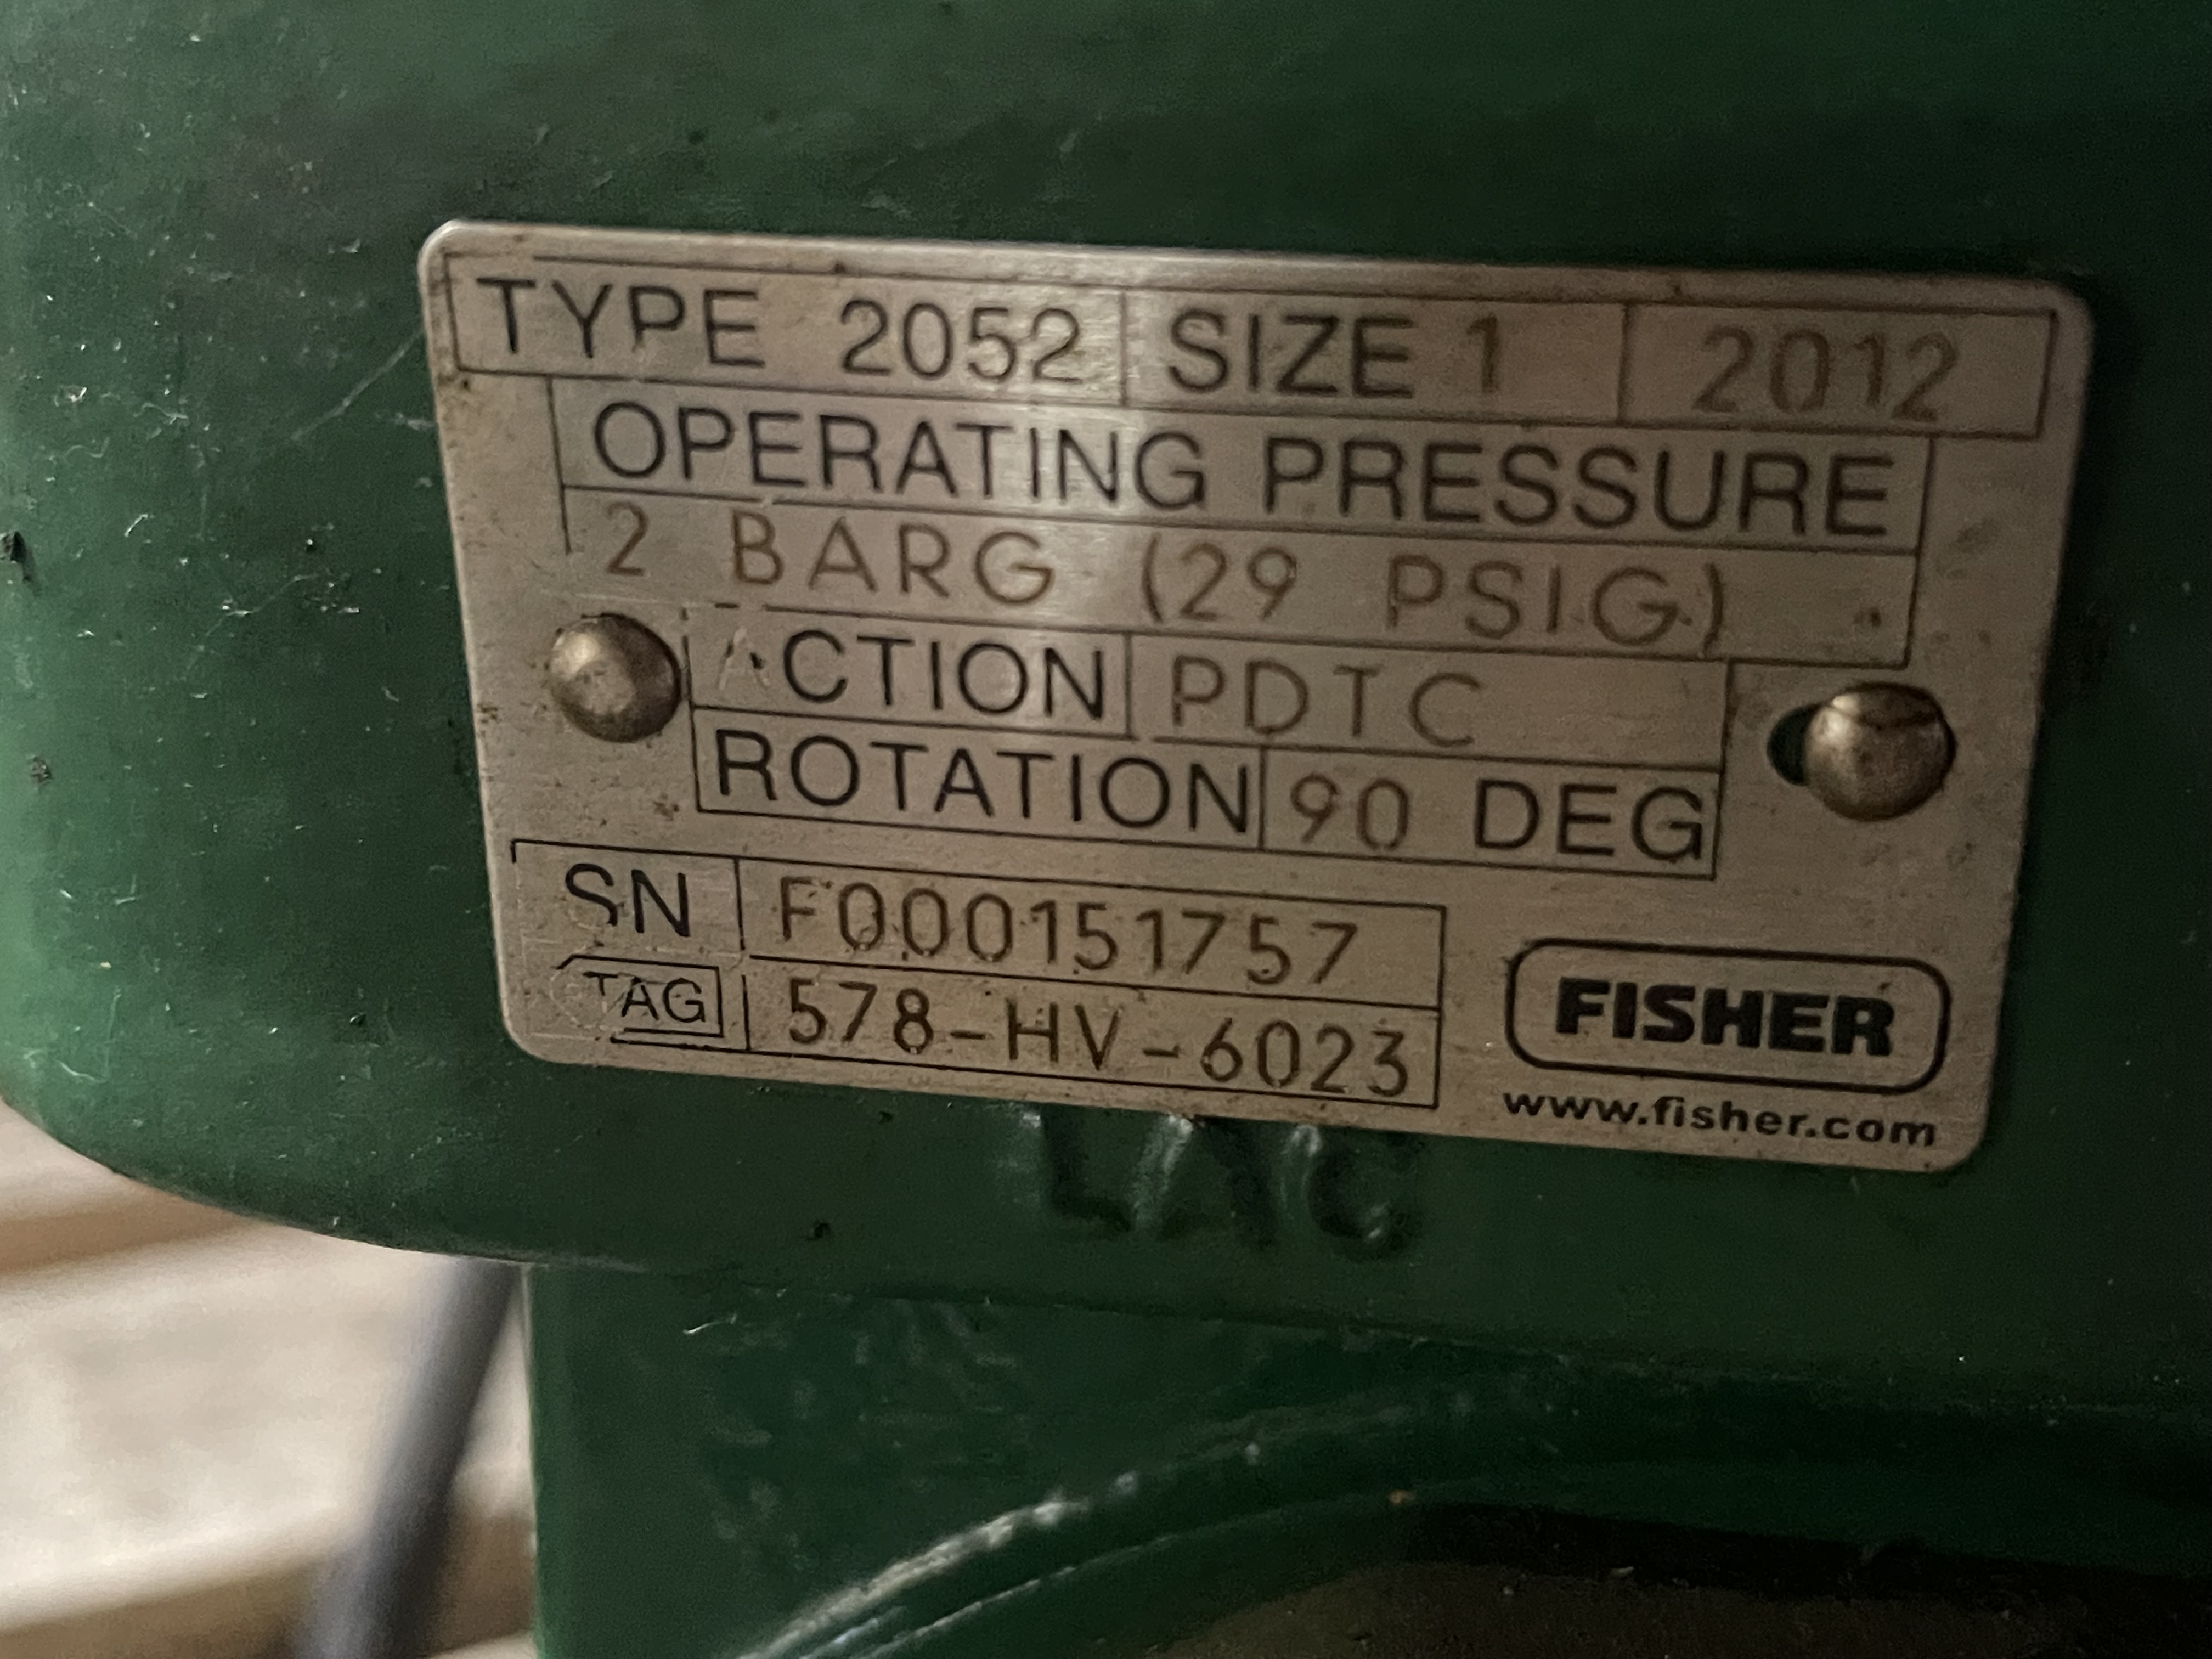 TYPE 2052 SIZE 1 2012
OPERATING PRESSURE
2 BARG (29 PSIG)
ACTION PDTC
ROTATION 90 DEG
SN F000151757
TAG 578-HV-6023
FISHER
www.fisher.com